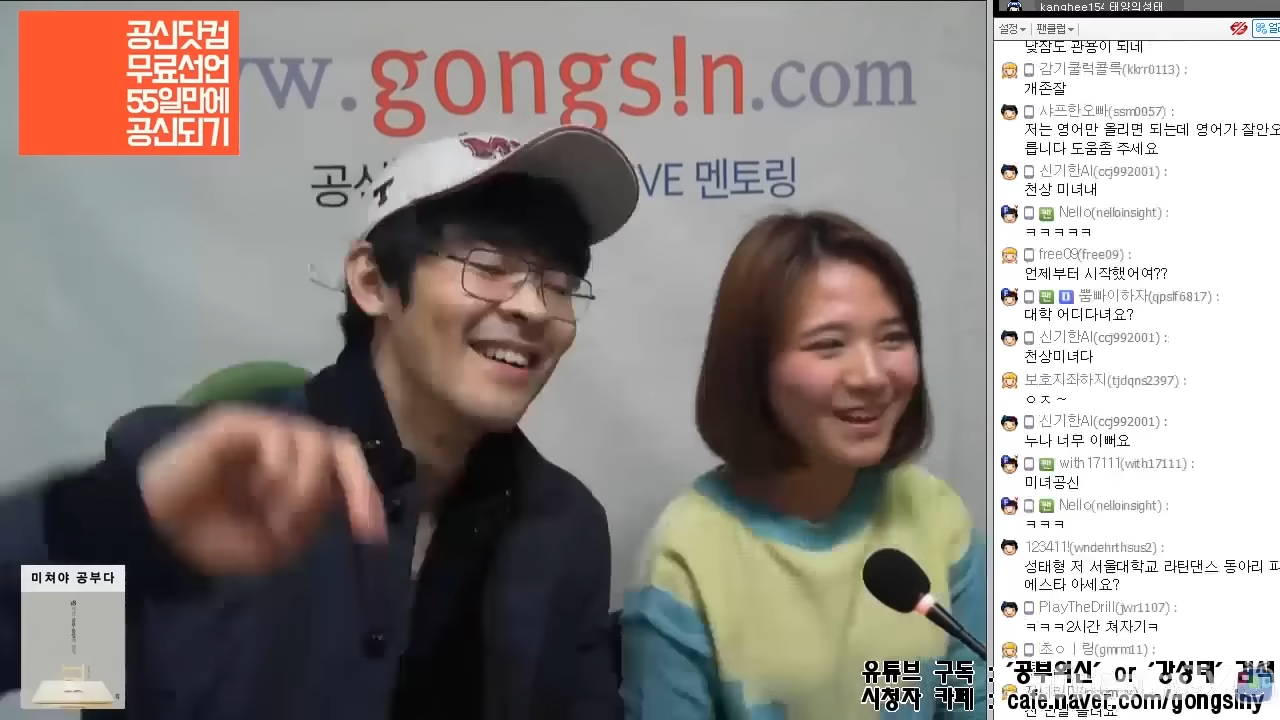 공신닷컴
무료선언
55일만에
공신되기
www.gongs!n.com
VE 멘토링
미쳐야 공부다
설정
팬클럽
낮잠도 관용이 되네
감기쿨럭콜록(kkrr0113) :
개존잘
샤프한오빠(ssm0057) :
저는 영어만 올리면 되는데 영어가 잘안오
릅니다 도움좀 주세요
신기한AI(ccj992001) :
천상 미녀내
팬 Nello(nelloinsight) :
ㅋㅋㅋㅋㅋ
free09(free09) :
언제부터 시작했어여??
팬 뿜빠이하자(qpslf6817) :
대학 어디다녀요?
신기한AI(ccj992001) :
천상미녀다
보호지좌하지(tjdqns2397) :
ㅇㅈ ~
신기한AI(ccj992001) :
누나 너무 이뻐요
팬 with17111(with17111) :
미녀공신
팬 Nello(nelloinsight) :
ㅋㅋㅋ
123411!(wndehrthsus2) :
성태형 저 서울대학교 라틴댄스 동아리 피
에스타 아세요?
PlayTheDrill(jwr1107) :
ㅋㅋㅋ2시간 쳐자기ㅋ
초ㅇㅣ링(gmrm11) :
유튜브 구독 : '공부의신' or '강성택' 검색
시청자 카페 : cafe.naver.com/gongsiny